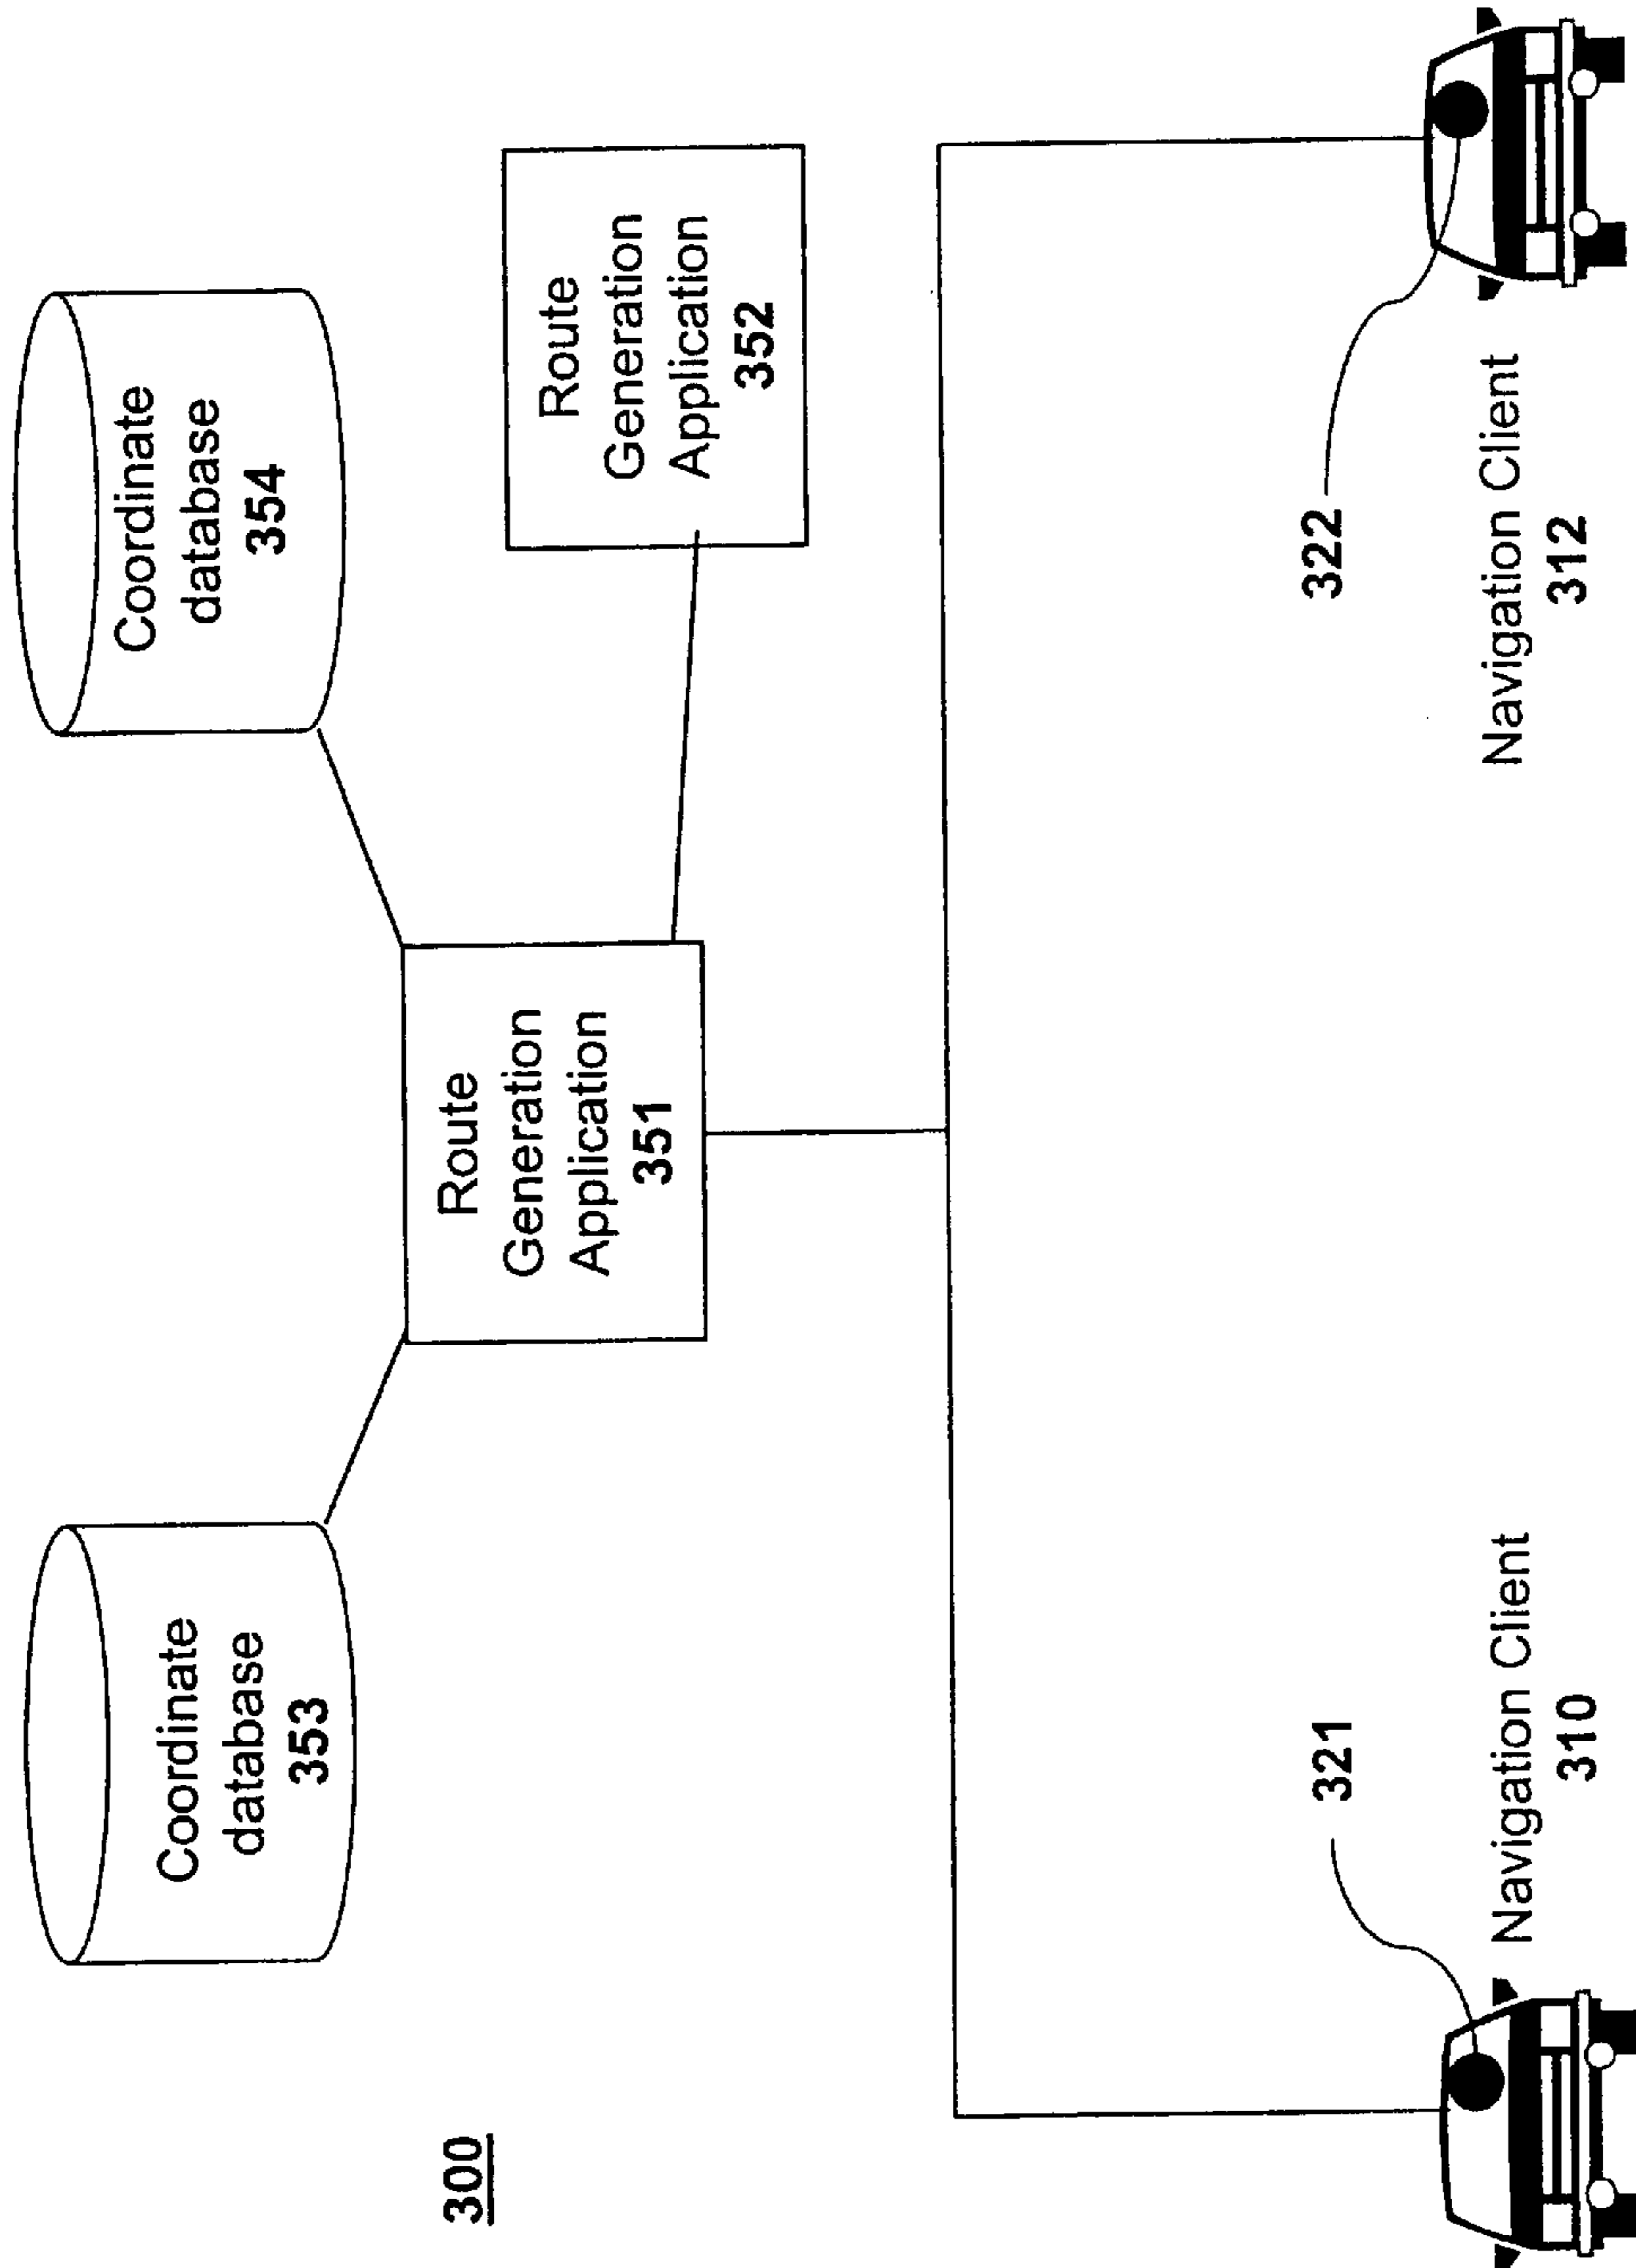 Coordinate
database
353
Coordinate
database
354
300
Route
Generation
Application
351
Route
Generation
Application
352
321
Navigation Client
310
322
Navigation Client
312